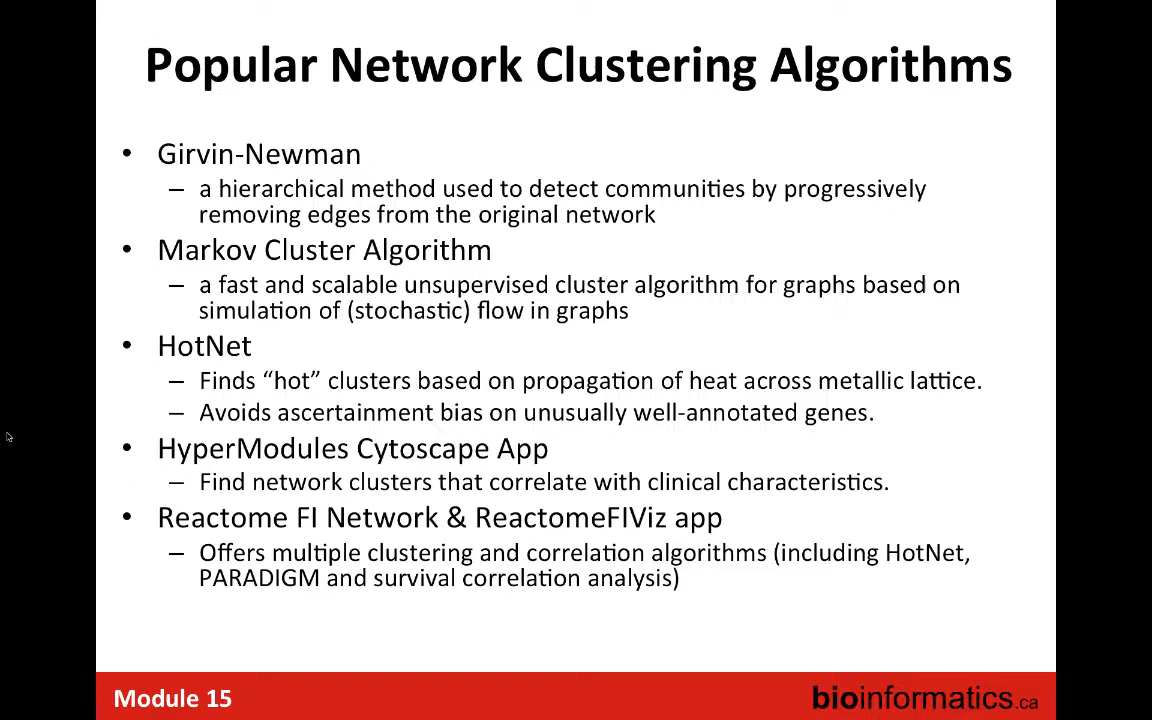 Popular Network Clustering Algorithms
• Girvin-Newman
– a hierarchical method used to detect communities by progressively
removing edges from the original network
• Markov Cluster Algorithm
– a fast and scalable unsupervised cluster algorithm for graphs based on
simulation of (stochastic) flow in graphs
• HotNet
– Finds “hot” clusters based on propagation of heat across metallic lattice.
– Avoids ascertainment bias on unusually well-annotated genes.
• HyperModules Cytoscape App
– Find network clusters that correlate with clinical characteristics.
• Reactome FI Network & ReactomeFIViz app
– Offers multiple clustering and correlation algorithms (including HotNet,
PARADIGM and survival correlation analysis)
Module 15
bioinformatics.ca